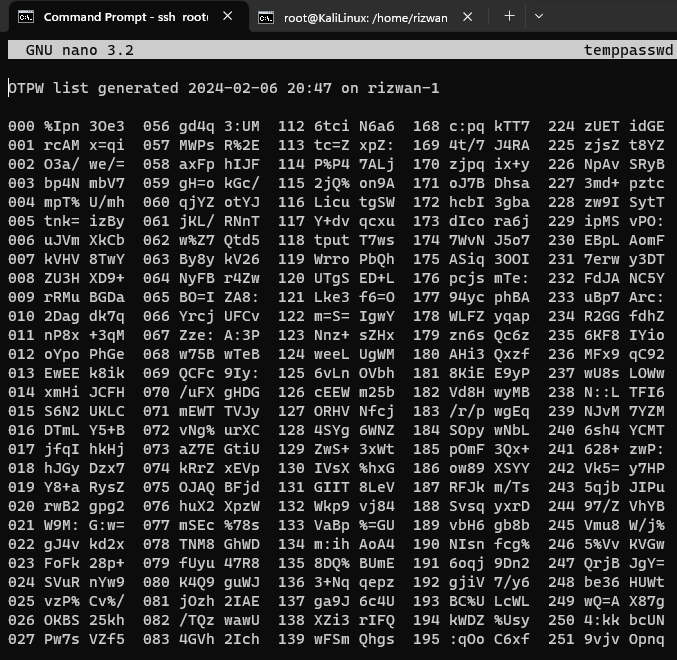 Command Prompt - ssh root(
root@KaliLinux: /home/rizwan
GNU nano 3.2 temppasswd
OTPW list generated 2024-02-06 20:47 on rizwan-1
000 %Ipn 3Oe3 056 gd4q 3:UM 112 6tci N6a6 168 c:pq kTT7 224 zUET idGE
001 rcAM x=qi 057 MWPs R%2E 113 tc=Z xpZ: 169 4t/7 J4RA 225 zjsZ t8YZ
002 O3a/ we/= 058 axFp hIJF 114 P%P4 7ALj 170 zjpq ix+y 226 NpAv SRyB
003 bp4N mbV7 059 gH=o kGc/ 115 2jQ% on9A 171 oJ7B Dhsa 227 3md+ pztc
004 mpT% U/mh 060 qjYZ otYJ 116 Licu tgSW 172 hcbI 3gba 228 zw9I SytT
005 tnk= izBy 061 jKL/ RNnT 117 Y+dv qcxu 173 dIco ra6j 229 ipMS vPO:
006 uJVm XkCb 062 w%Z7 Qtd5 118 tput T7ws 174 7WvN J5o7 230 EBpL AomF
007 kVHV 8TwY 063 By8y kV26 119 Wrro PbQh 175 ASiq 3OOI 231 7erw y3DT
008 ZU3H XD9+ 064 NyFB r4Zw 120 UTgS ED+L 176 pcjs mTe: 232 FdJA NC5Y
009 rRMu BGDa 065 BO=I ZA8: 121 Lke3 f6=O 177 94yc phBA 233 uBp7 Arc:
010 2Dag dk7q 066 Yrcj UFCv 122 m=S= IgwY 178 WLFZ yqap 234 R2GG fdhZ
011 nP8x +3qM 067 Zze: A:3P 123 Nnz+ sZHx 179 zn6s Qc6z 235 6KF8 IYio
012 oYpo PhGe 068 w75B wTeB 124 weeL UgWM 180 AHi3 Qxzf 236 MFx9 qC92
013 EwEE k8ik 069 QCFc 9Iy: 125 6vLn OVbh 181 8KiE E9yP 237 wU8s LOWw
014 xmHi JCFH 070 /uFX gHDG 126 cEEW m25b 182 Vd8H wyMB 238 N::L TFI6
015 S6N2 UKLC 071 mEWT TVJy 127 ORHV Nfcj 183 /r/p wgEq 239 NJvM 7YZM
016 DTmL Y5+B 072 vNg% urXC 128 4SYg 6WNZ 184 SOpy wNbL 240 6sh4 YCMT
017 jfqI hkHj 073 aZ7E GtiU 129 ZwS+ 3xWt 185 pOmF 3Qx+ 241 628+ zwP:
018 hJGy Dzx7 074 kRrZ xEVp 130 IVsX %hxG 186 ow89 XSYY 242 Vk5= y7HP
019 Y8+a RysZ 075 OJAQ BFjd 131 GIIT 8LeV 187 RFJk m/Ts 243 5qjb JIPu
020 rwB2 gpg2 076 huX2 XpzW 132 Wkp9 vj84 188 Svsq yxrD 244 97/Z VhYB
021 W9M: G:w= 077 mSEc %78s 133 VaBp %=GU 189 vbH6 gb8b 245 Vmu8 W/j%
022 gJ4v kd2x 078 TNM8 GhWD 134 m:ih AoA4 190 NIsn fcg% 246 5%Vv KVGw
023 FoFk 28p+ 079 fUyu 47R8 135 8DQ% BUmE 191 6oqj 9Dn2 247 QrjB JgY=
024 SVuR nYw9 080 K4Q9 guWJ 136 3+Nq qepz 192 gjiV 7/y6 248 be36 HUWt
025 vzP% Cv%/ 081 jOzh 2IAE 137 ga9J 6c4U 193 BC%U LcWL 249 wQ=A X87g
026 OKBS 25kh 082 /TQz wawU 138 XZi3 rIFQ 194 kWDZ %Usy 250 4:kk bcUN
027 Pw7s VZf5 083 4GVh 2Ich 139 wFSm Qhgs 195 :qOo C6xf 251 9vjv Opnq